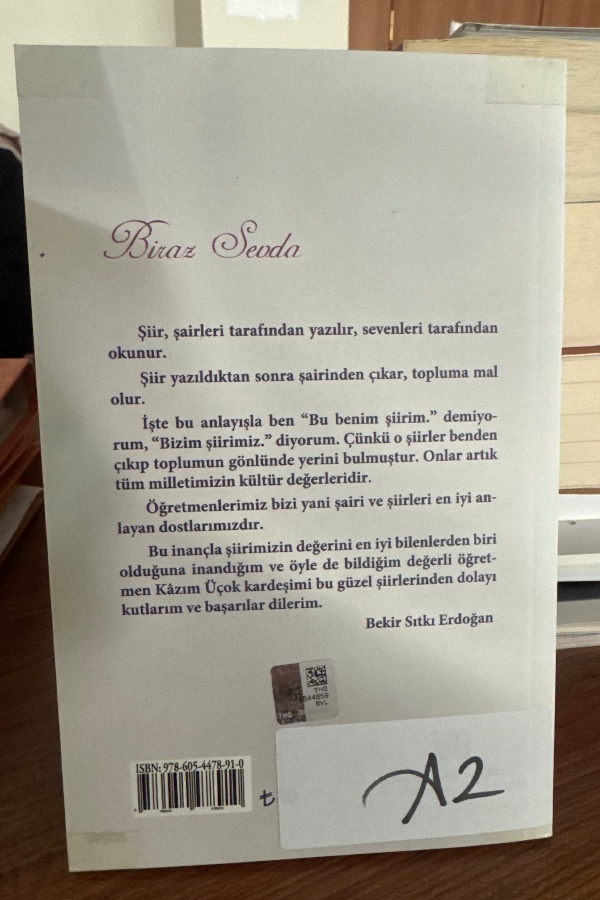 Biraz Sevda
Şiir, şairleri tarafından yazılır, sevenleri tarafından
okunur.
Şiir yazıldıktan sonra şairinden çıkar, topluma mal
olur.
İşte bu anlayışla ben “Bu benim şiirim.” demiyo-
rum, “Bizim şiirimiz.” diyorum. Çünkü o şiirler benden
çıkıp toplumun gönlünde yerini bulmuştur. Onlar artık
tüm milletimizin kültür değerleridir.
Öğretmenlerimiz bizi yani şairi ve şiirleri en iyi an-
layan dostlarımızdır.
Bu inançla şiirimizin değerini en iyi bilenlerden biri
olduğuna inandığım ve öyle de bildiğim değerli öğret-
men Kâzım Üçok kardeşimi bu güzel şiirlerinden dolayı
kutlarım ve başarılar dilerim.
Bekir Sıtkı Erdoğan
THG
BVL
ISBN: 978-605-4478-91-0
A2